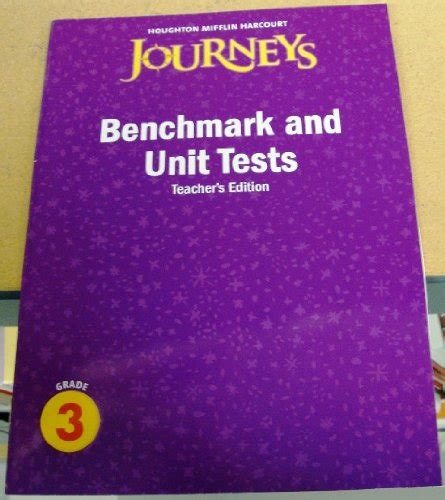 HOUGHTON MIFFLIN HARCOURT
JOURNEYS
Benchmark and
Unit Tests
Teacher's Edition
GRADE
3